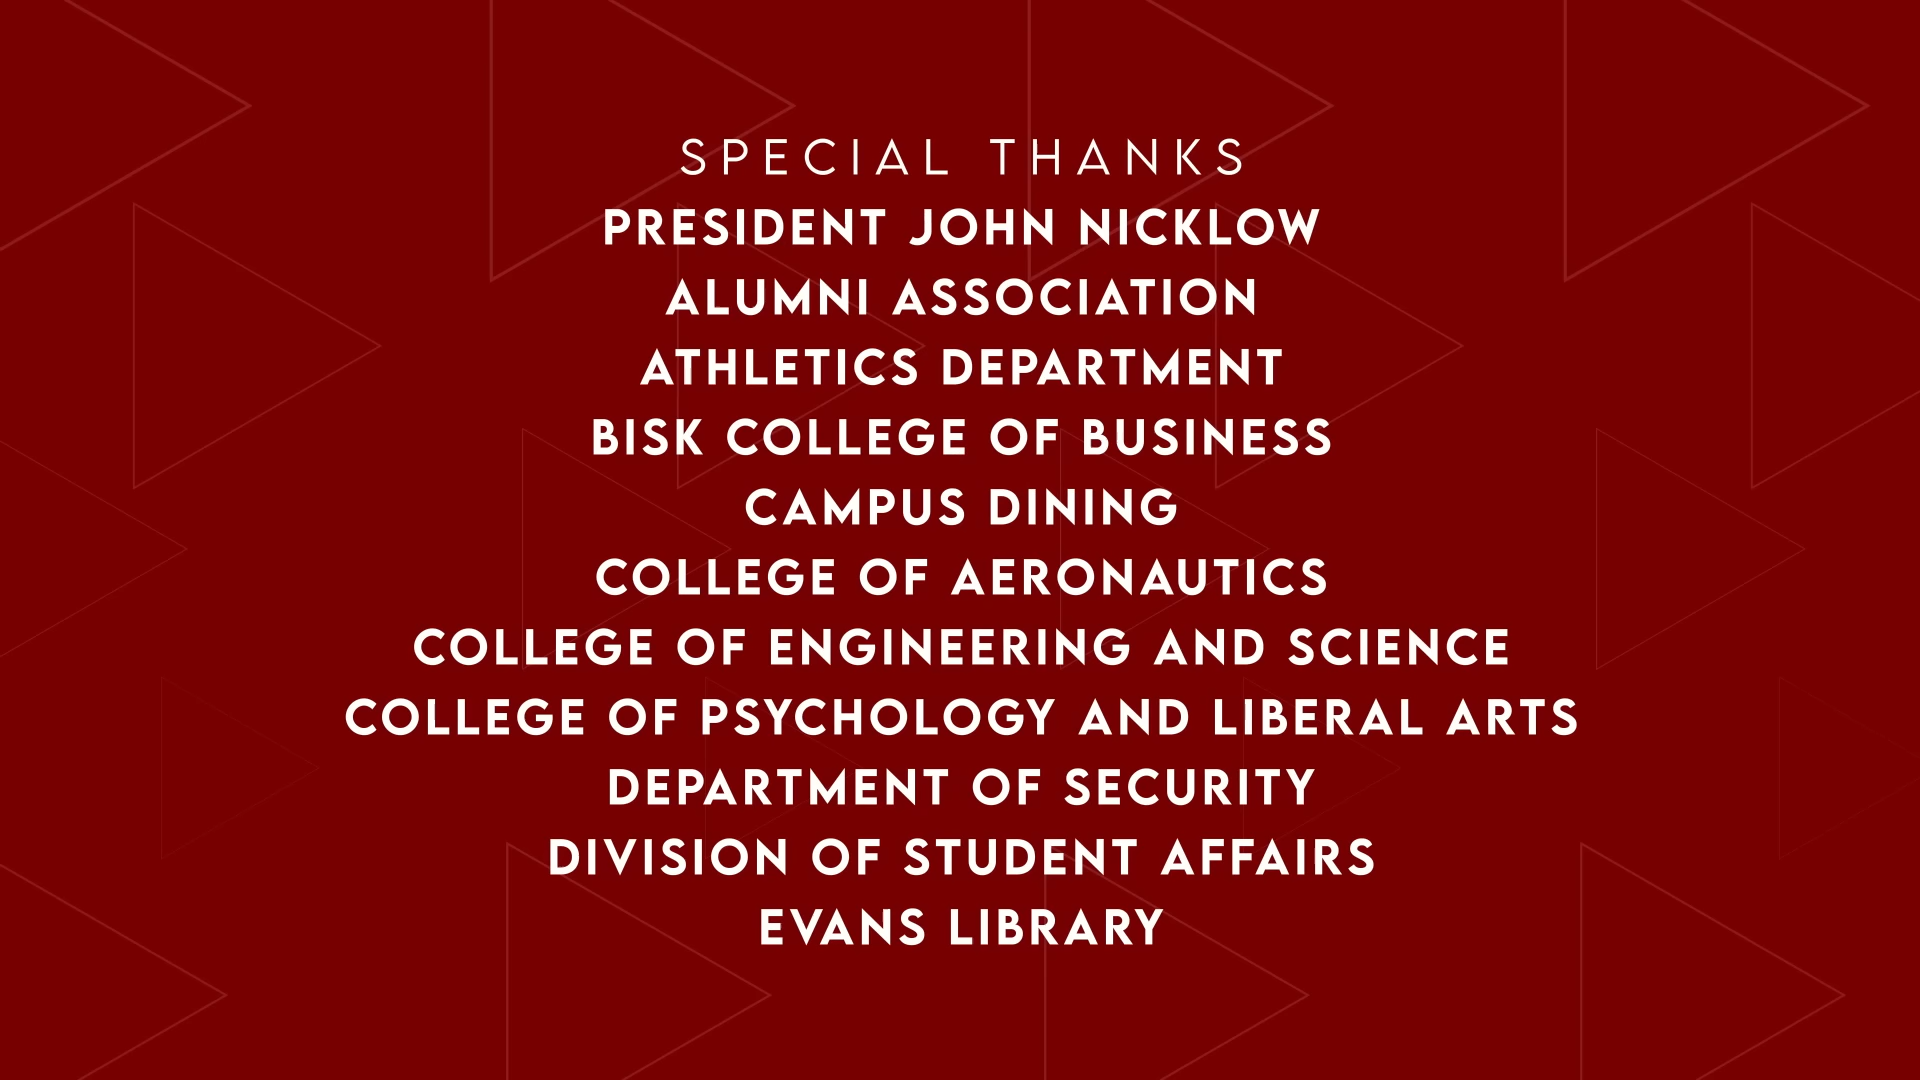 SPECIAL THANKS
PRESIDENT JOHN NICKLOW
ALUMNI ASSOCIATION
ATHLETICS DEPARTMENT
BISK COLLEGE OF BUSINESS
CAMPUS DINING
COLLEGE OF AERONAUTICS
COLLEGE OF ENGINEERING AND SCIENCE
COLLEGE OF PSYCHOLOGY AND LIBERAL ARTS
DEPARTMENT OF SECURITY
DIVISION OF STUDENT AFFAIRS
EVANS LIBRARY